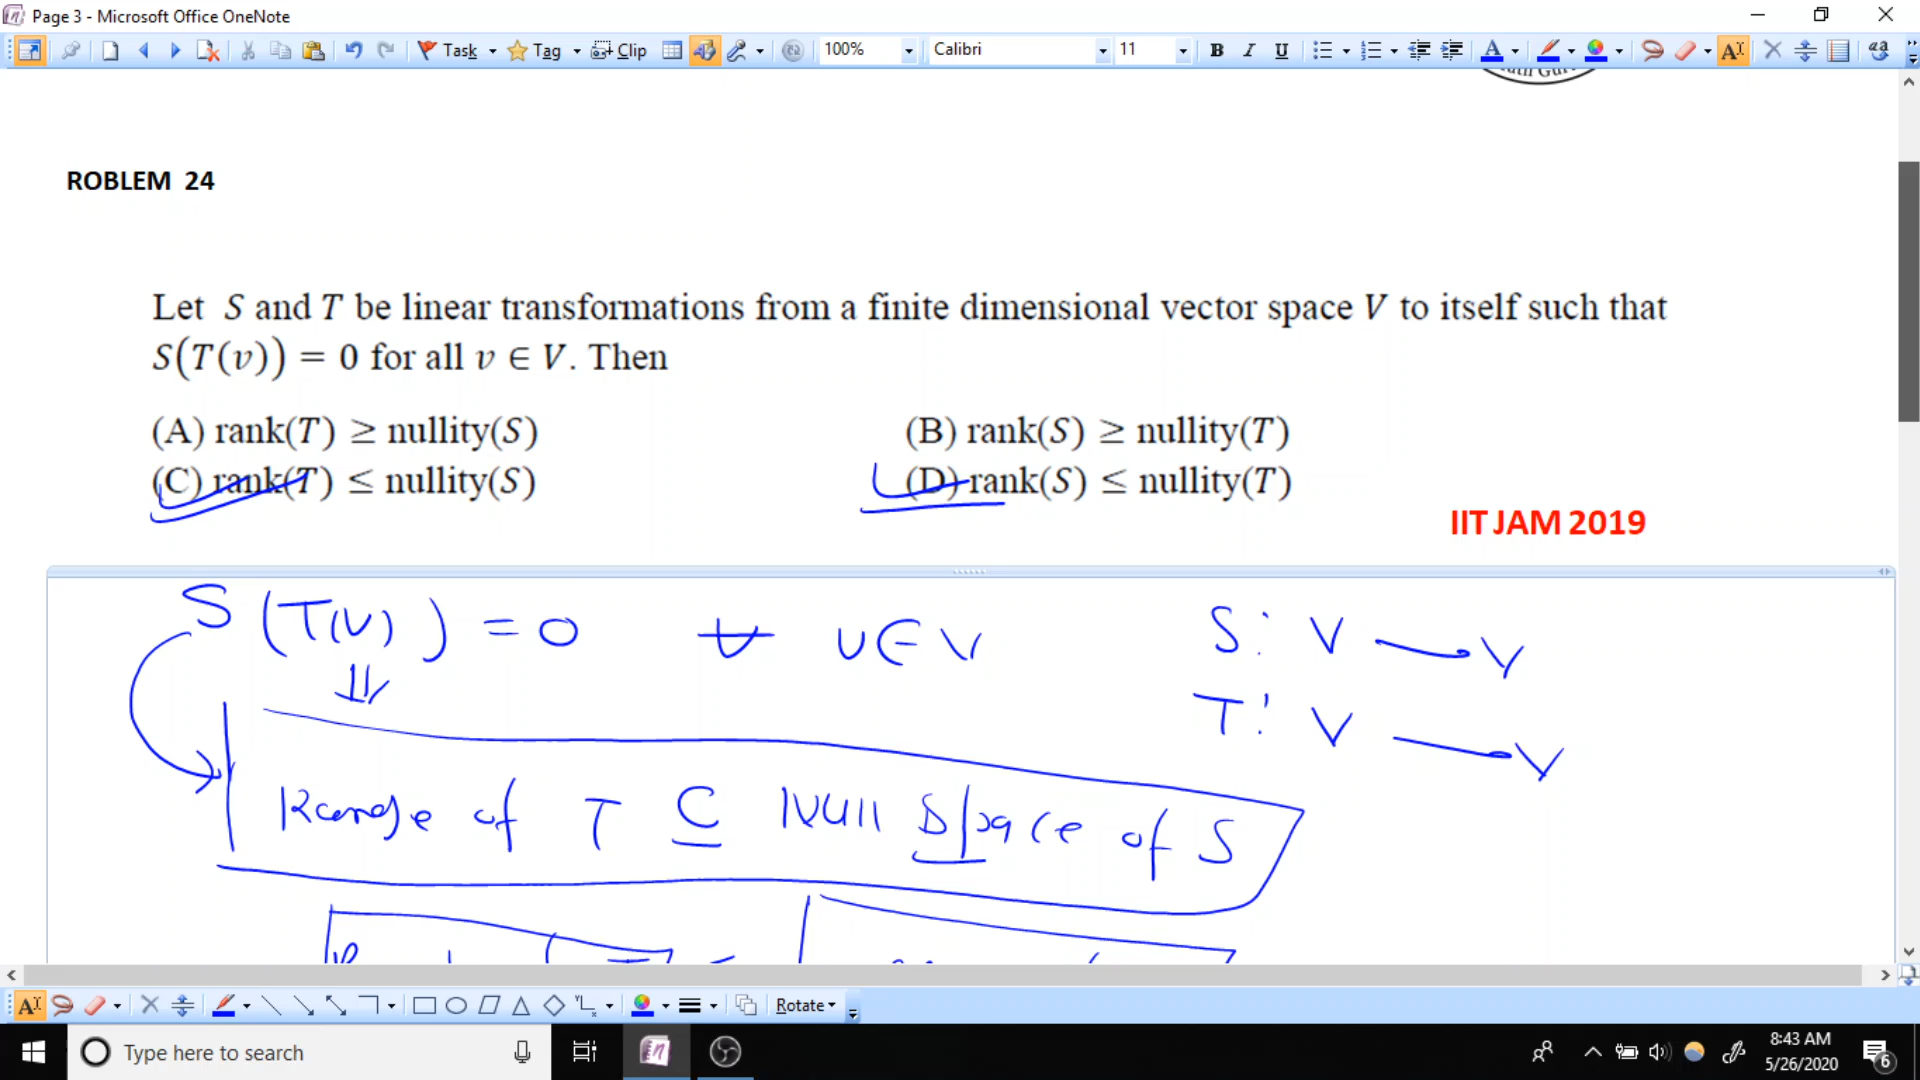 Page 3 - Microsoft Office OneNote
Task Tag Clip 100% Calibri 11 B I U
ROBLEM 24
Let S and T be linear transformations from a finite dimensional vector space V to itself such that
S(T(v)) = 0 for all v ∈ V. Then
(A) rank(T) ≥ nullity(S) (B) rank(S) ≥ nullity(T)
(C) rank(T) ≤ nullity(S) (D) rank(S) ≤ nullity(T)
IIT JAM 2019
S (T(V)) = 0 ∀ v∈V S: V → V
⇓ T: V → V
Range of T ⊆ Null Space of S
Rotate
Type here to search
8:43 AM
5/26/2020
6